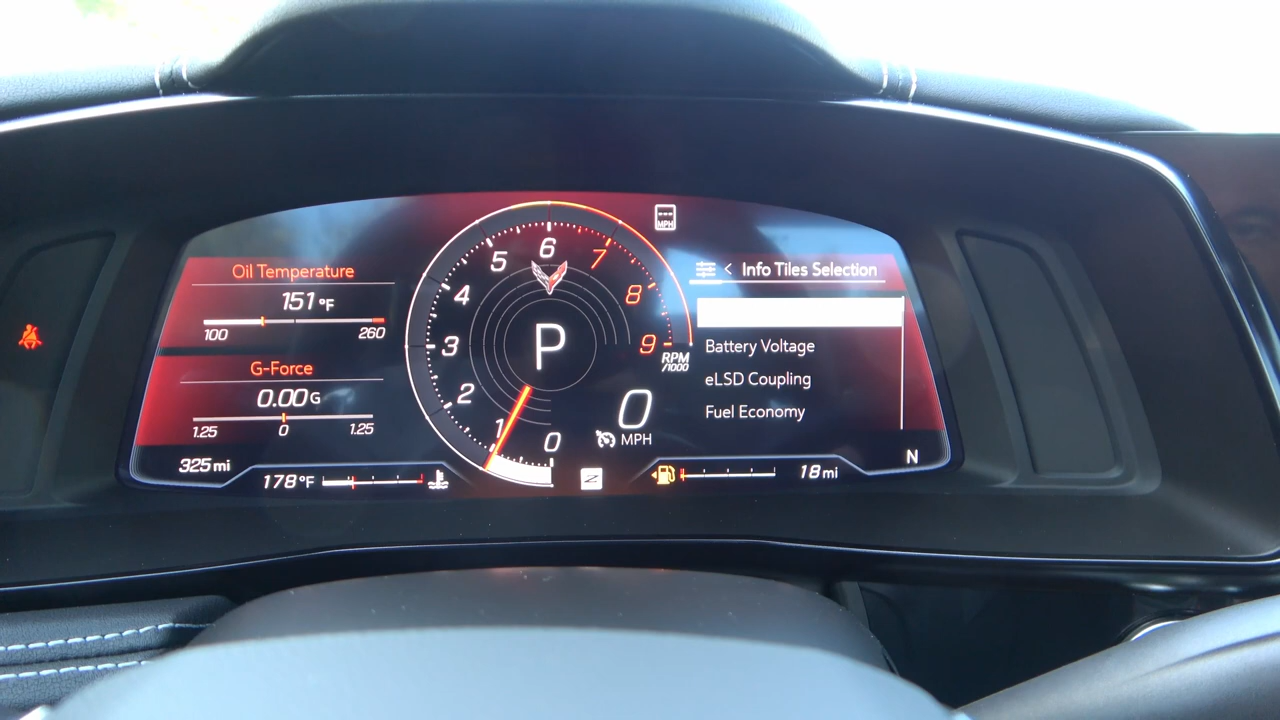 Oil Temperature
151 °F
100 260
G-Force
0.00 G
1.25 0 1.25
325 mi
178 °F
0 1 2 3 4 5 6 7 8 9
RPM
/1000
P
0
MPH
Z
MPH
< Info Tiles Selection
Battery Voltage
eLSD Coupling
Fuel Economy
18 mi
N